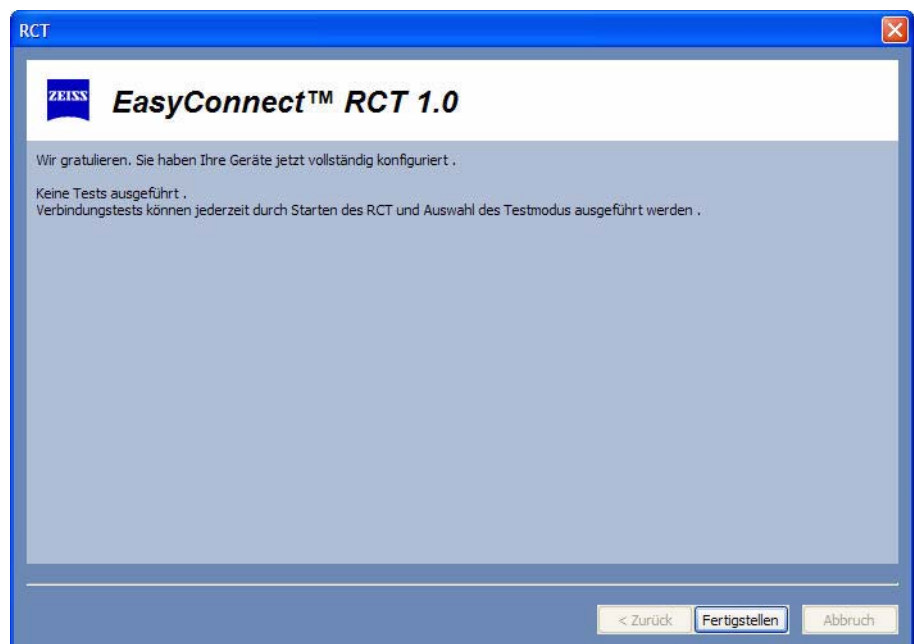 RCT
ZEISS
EasyConnect™ RCT 1.0
Wir gratulieren. Sie haben Ihre Geräte jetzt vollständig konfiguriert .
Keine Tests ausgeführt .
Verbindungstests können jederzeit durch Starten des RCT und Auswahl des Testmodus ausgeführt werden .
< Zurück
Fertigstellen
Abbruch